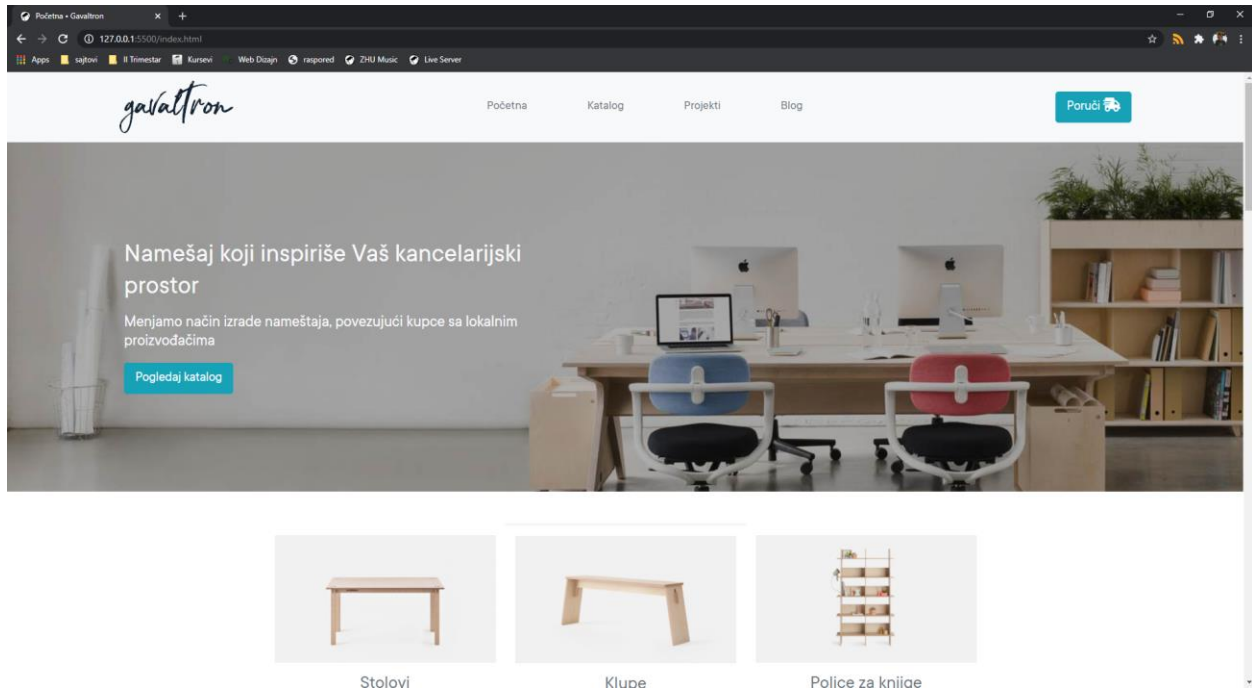 Početna • Gavaltron
127.0.0.1:5500/index.html
Apps sajtovi II Trimestar Kursevi Web Dizajn raspored ZHU Music Live Server
gavaltron Početna Katalog Projekti Blog Poruči
Namešaj koji inspiriše Vaš kancelarijski
prostor
Menjamo način izrade nameštaja, povezujući kupce sa lokalnim
proizvođačima
Pogledaj katalog
Stolovi Klupe Police za knjige